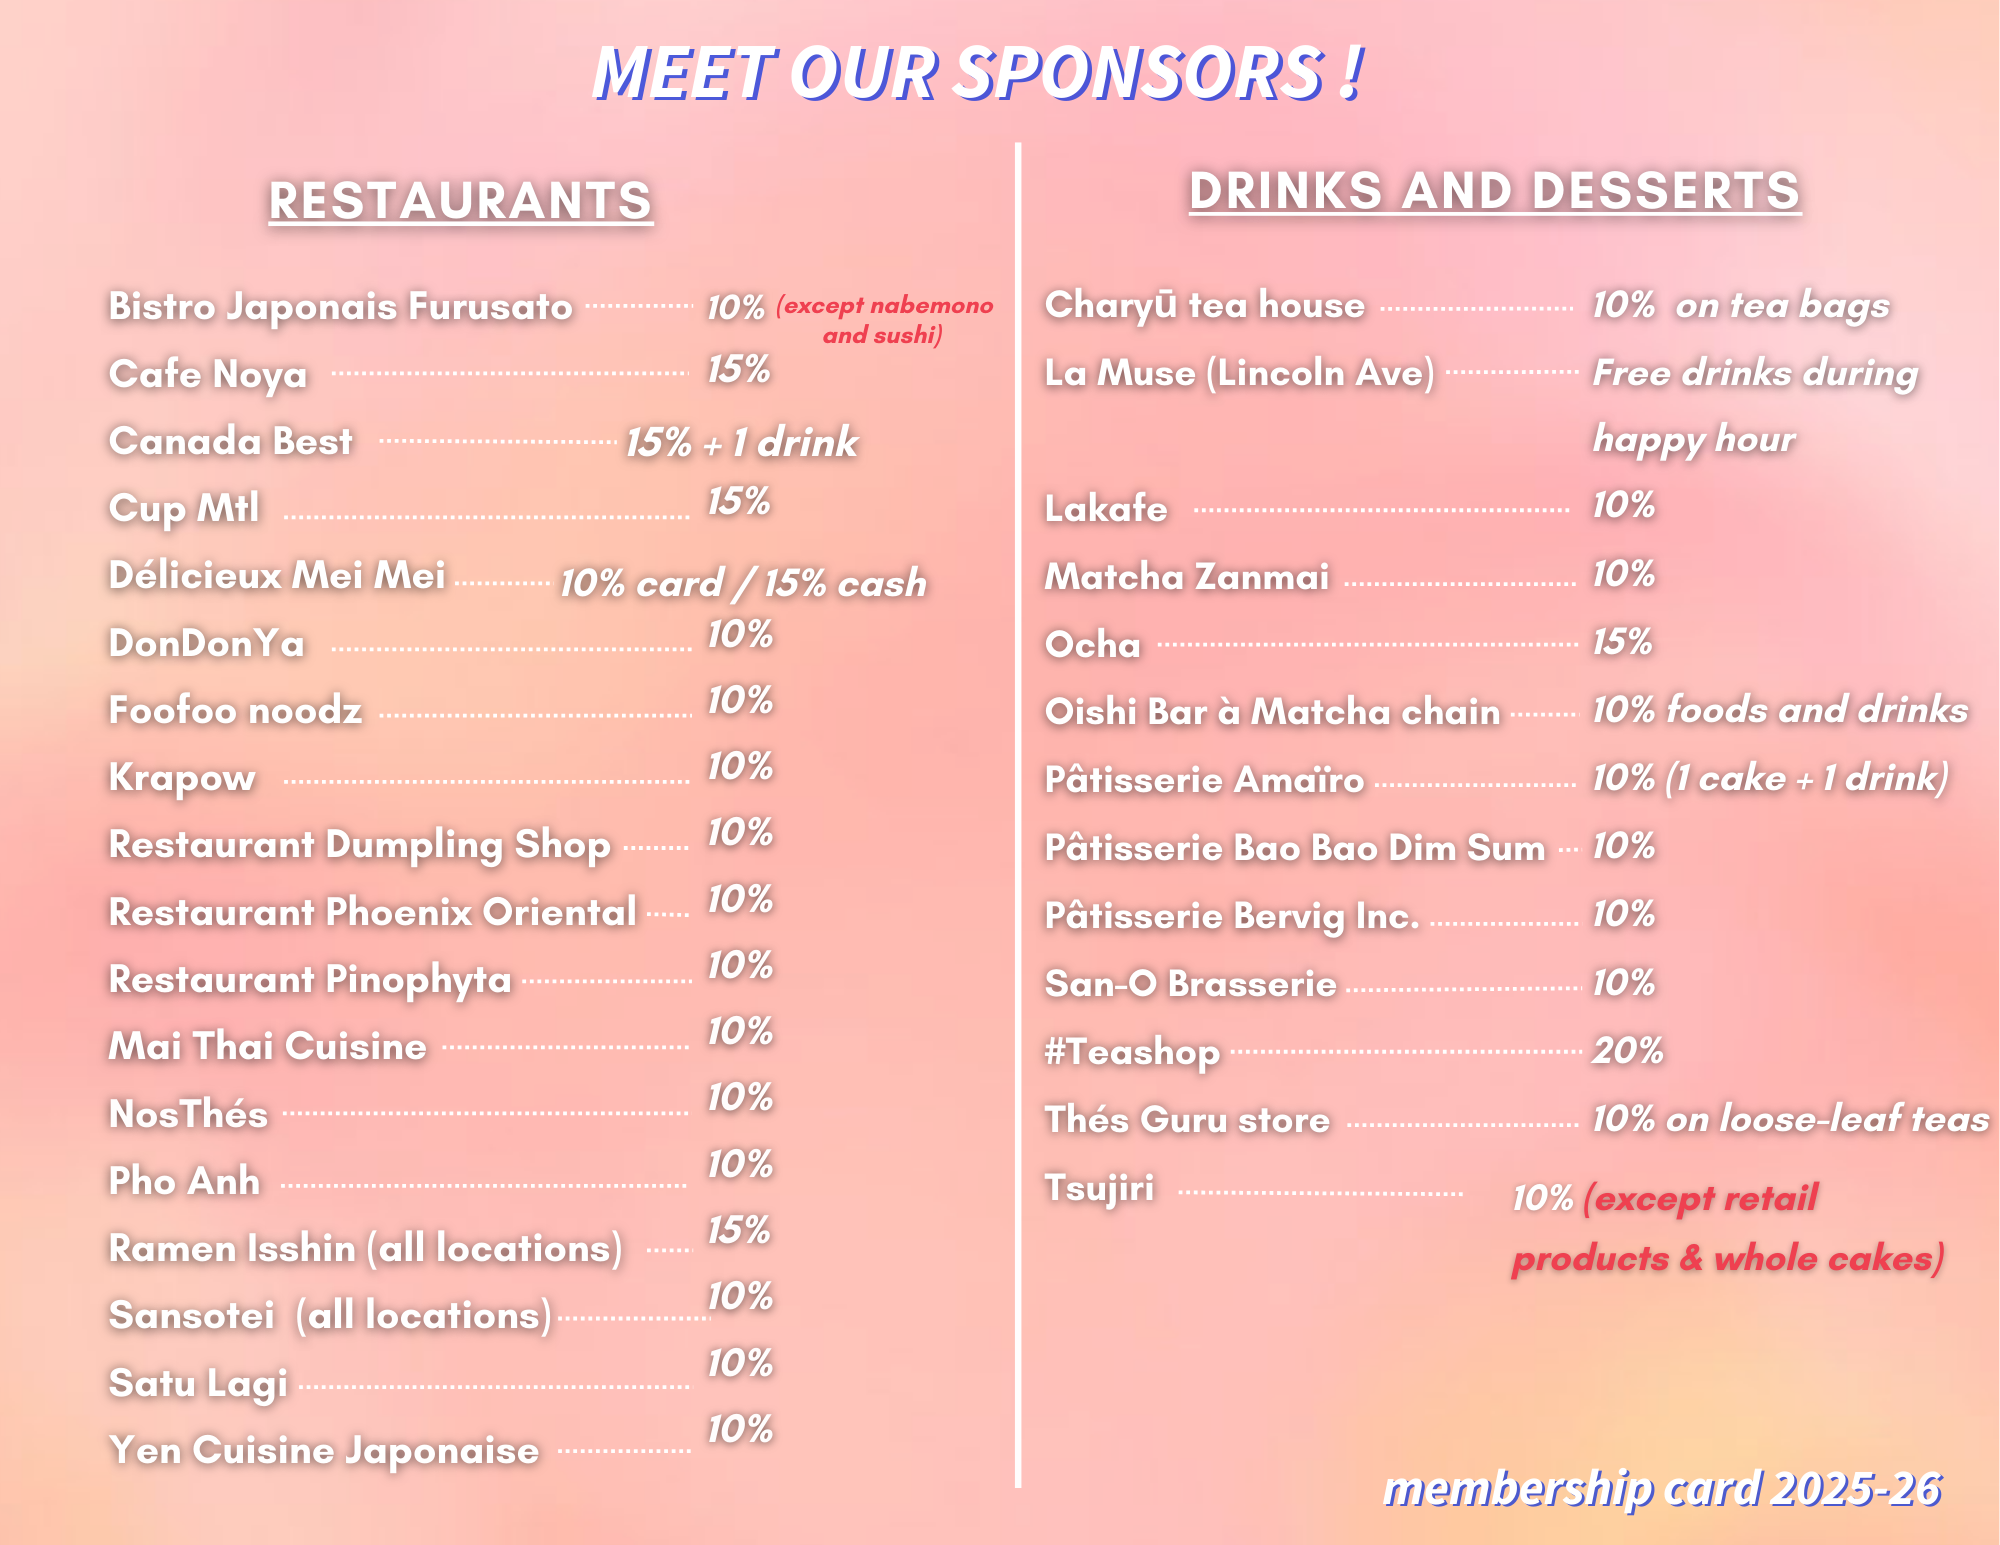 MEET OUR SPONSORS !
RESTAURANTS
Bistro Japonais Furusato 10% (except nabemono
and sushi)
Cafe Noya 15%
Canada Best 15% + 1 drink
Cup Mtl 15%
Délicieux Mei Mei 10% card / 15% cash
DonDonYa 10%
Foofoo noodz 10%
Krapow 10%
Restaurant Dumpling Shop 10%
Restaurant Phoenix Oriental 10%
Restaurant Pinophyta 10%
Mai Thai Cuisine 10%
NosThés 10%
Pho Anh 10%
Ramen Isshin (all locations) 15%
Sansotei (all locations) 10%
Satu Lagi 10%
Yen Cuisine Japonaise 10%
DRINKS AND DESSERTS
CharyŪ tea house 10% on tea bags
La Muse (Lincoln Ave) Free drinks during
happy hour
Lakafe 10%
Matcha Zanmai 10%
Ocha 15%
Oishi Bar à Matcha chain 10% foods and drinks
Pâtisserie Amaïro 10% (1 cake + 1 drink)
Pâtisserie Bao Bao Dim Sum 10%
Pâtisserie Bervig Inc. 10%
San-O Brasserie 10%
#Teashop 20%
Thés Guru store 10% on loose-leaf teas
Tsujiri 10% (except retail
products & whole cakes)
membership card 2025-26